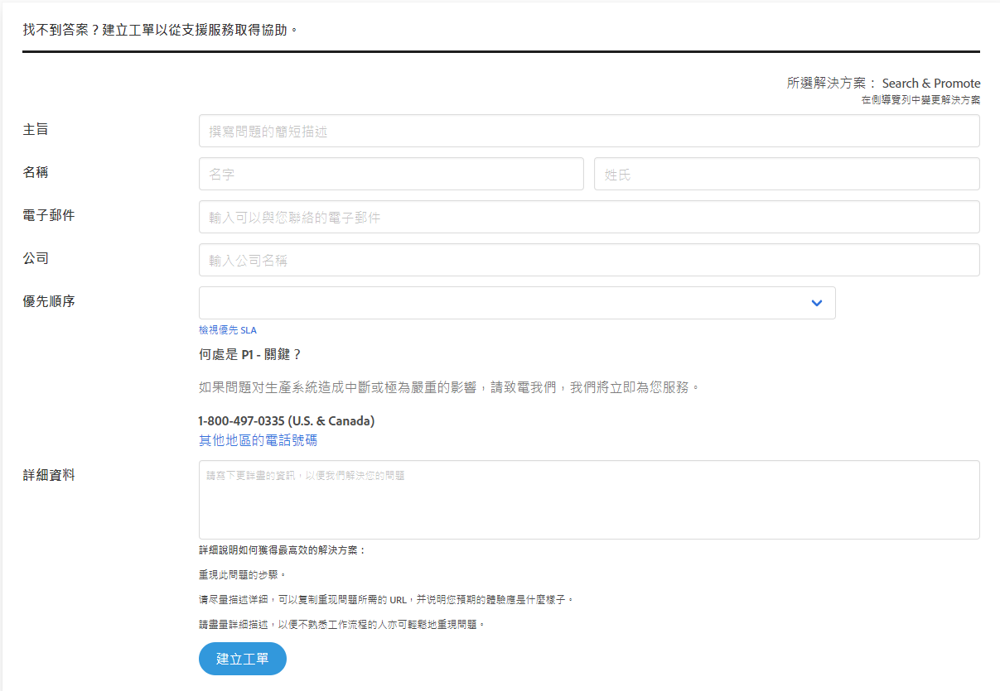 找不到答案？建立工單以從支援服務取得協助。
所選解決方案： Search & Promote
在側導覽列中變更解決方案
主旨
撰寫問題的簡短描述
名稱
名字
姓氏
電子郵件
輸入可以與您聯絡的電子郵件
公司
輸入公司名稱
優先順序
檢視優先 SLA
何處是 P1 - 關鍵？
如果問題对生產系統造成中斷或極為嚴重的影響，請致電我們，我們將立即為您服務。
1-800-497-0335 (U.S. & Canada)
其他地區的電話號碼
詳細資料
請寫下更詳盡的資訊，以便我們解決您的問題
詳細說明如何獲得最高效的解決方案：
重現此問題的步驟。
请尽量描述详细，可以复制重现問題所需的 URL，并说明您預期的體驗應是什麼樣子。
請盡量詳細描述，以便不熟悉工作流程的人亦可輕鬆地重現問題。
建立工單